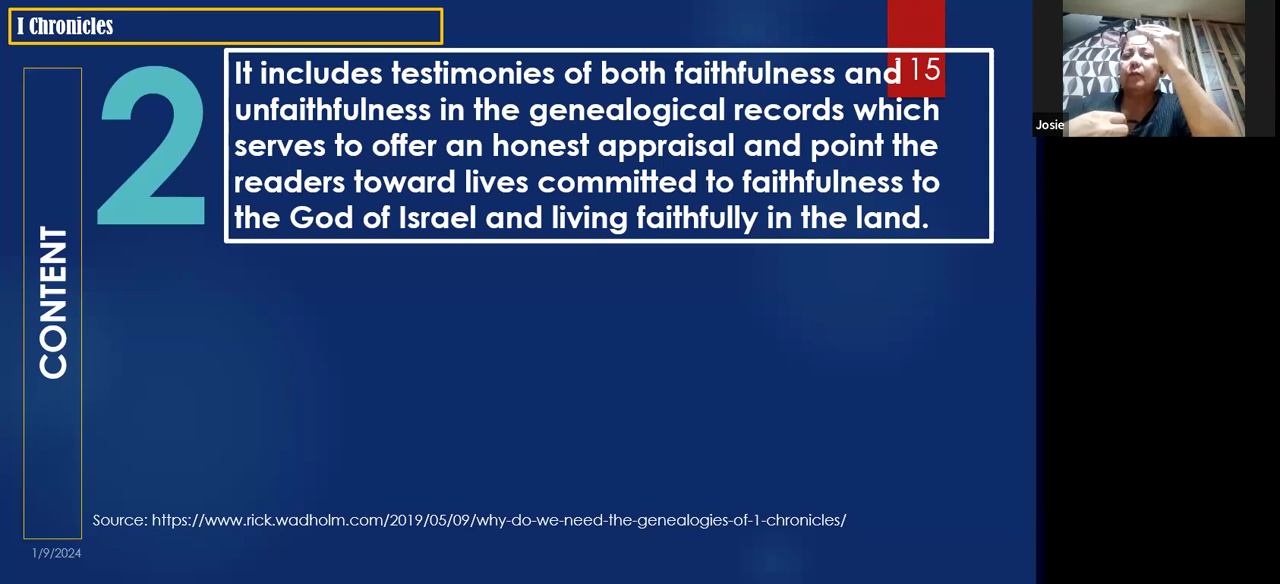 I Chronicles
115
2
It includes testimonies of both faithfulness and
unfaithfulness in the genealogical records which
serves to offer an honest appraisal and point the
readers toward lives committed to faithfulness to
the God of Israel and living faithfully in the land.
CONTENT
Source: https://www.rick.wadholm.com/2019/05/09/why-do-we-need-the-genealogies-of-1-chronicles/
1/9/2024
Josie